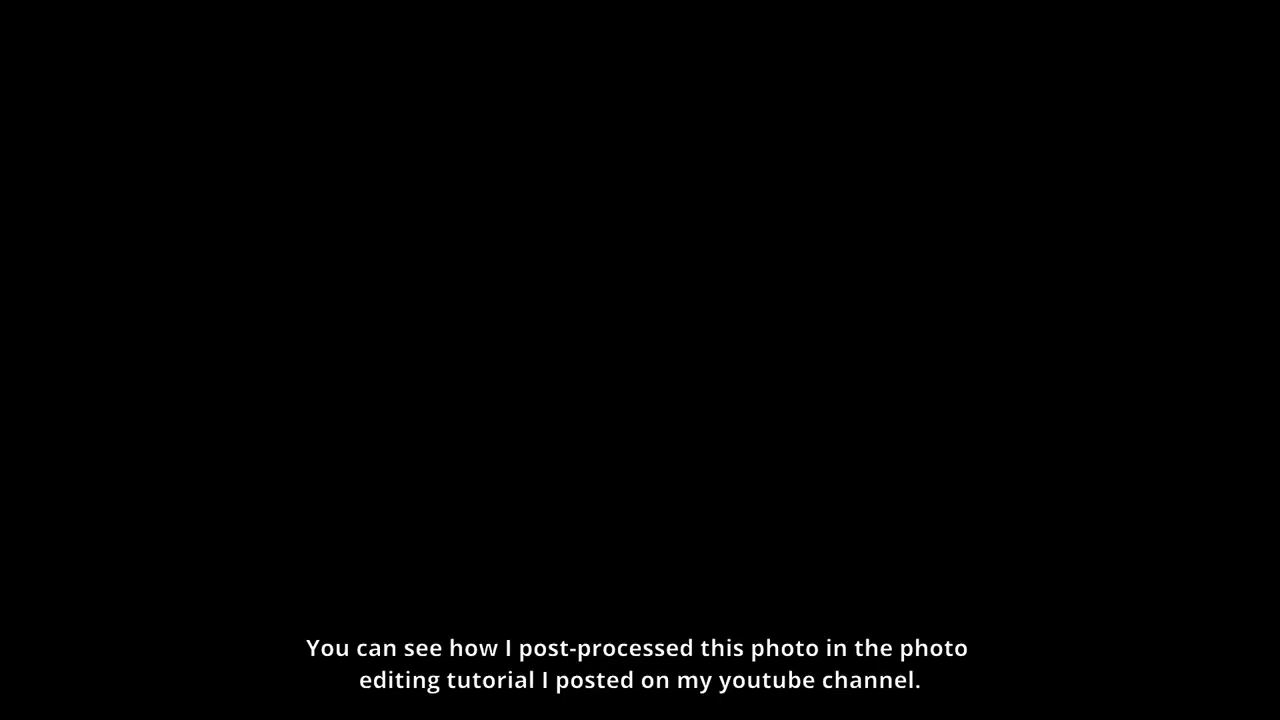 You can see how I post-processed this photo in the photo
editing tutorial I posted on my youtube channel.